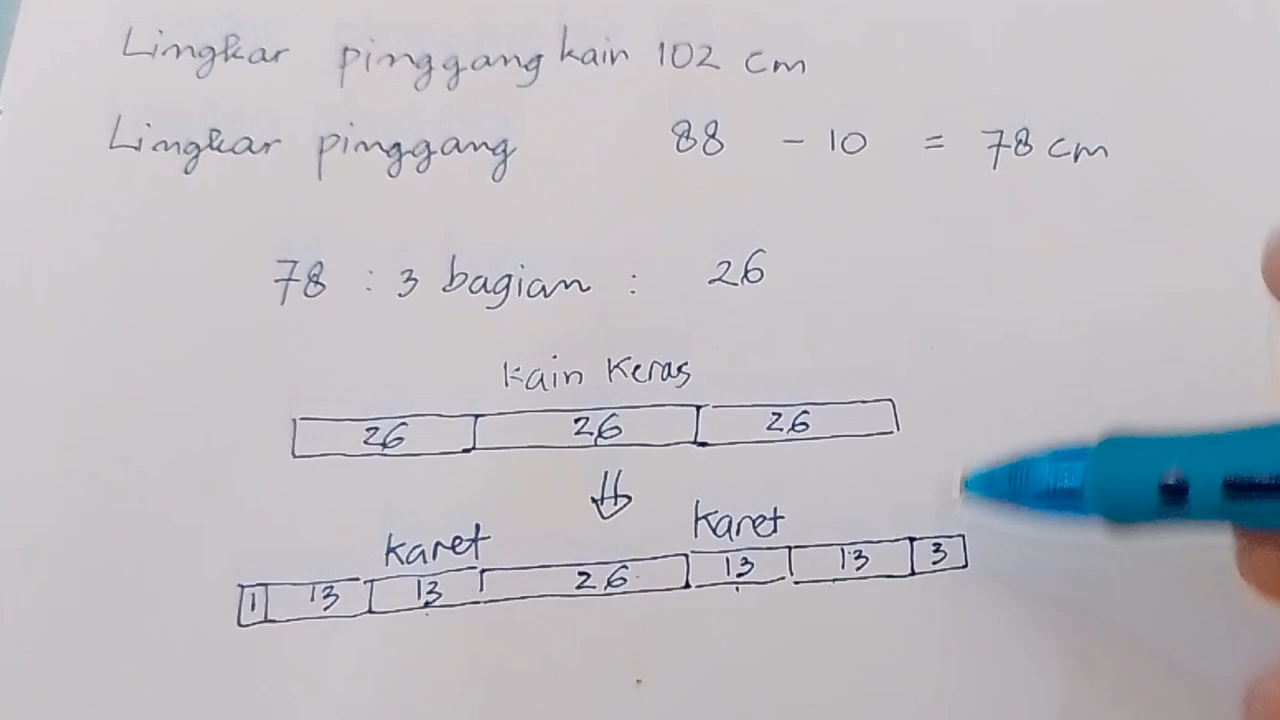 Lingkar pinggang kain 102 cm
Lingkar pinggang 88 - 10 = 78 cm
78 : 3 bagian : 26
Kain Keras
26 26 26
Karet Karet
1 13 13 26 13 13 3